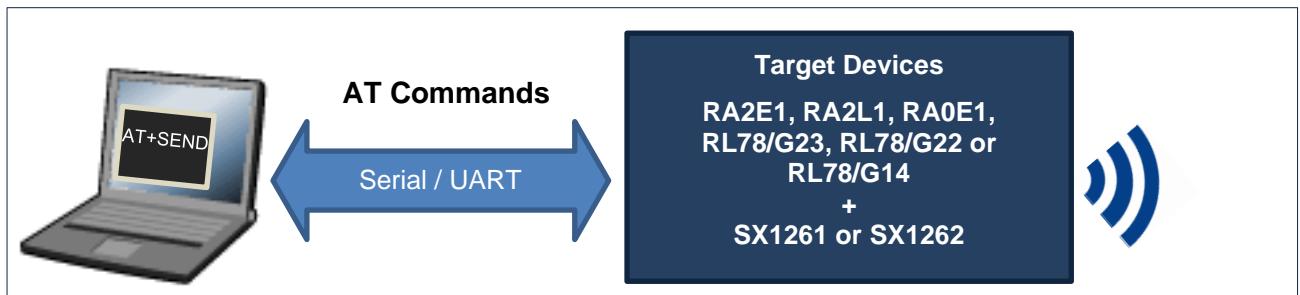 AT+SEND
AT Commands
Serial / UART
Target Devices
RA2E1, RA2L1, RA0E1,
RL78/G23, RL78/G22 or
RL78/G14
+
SX1261 or SX1262